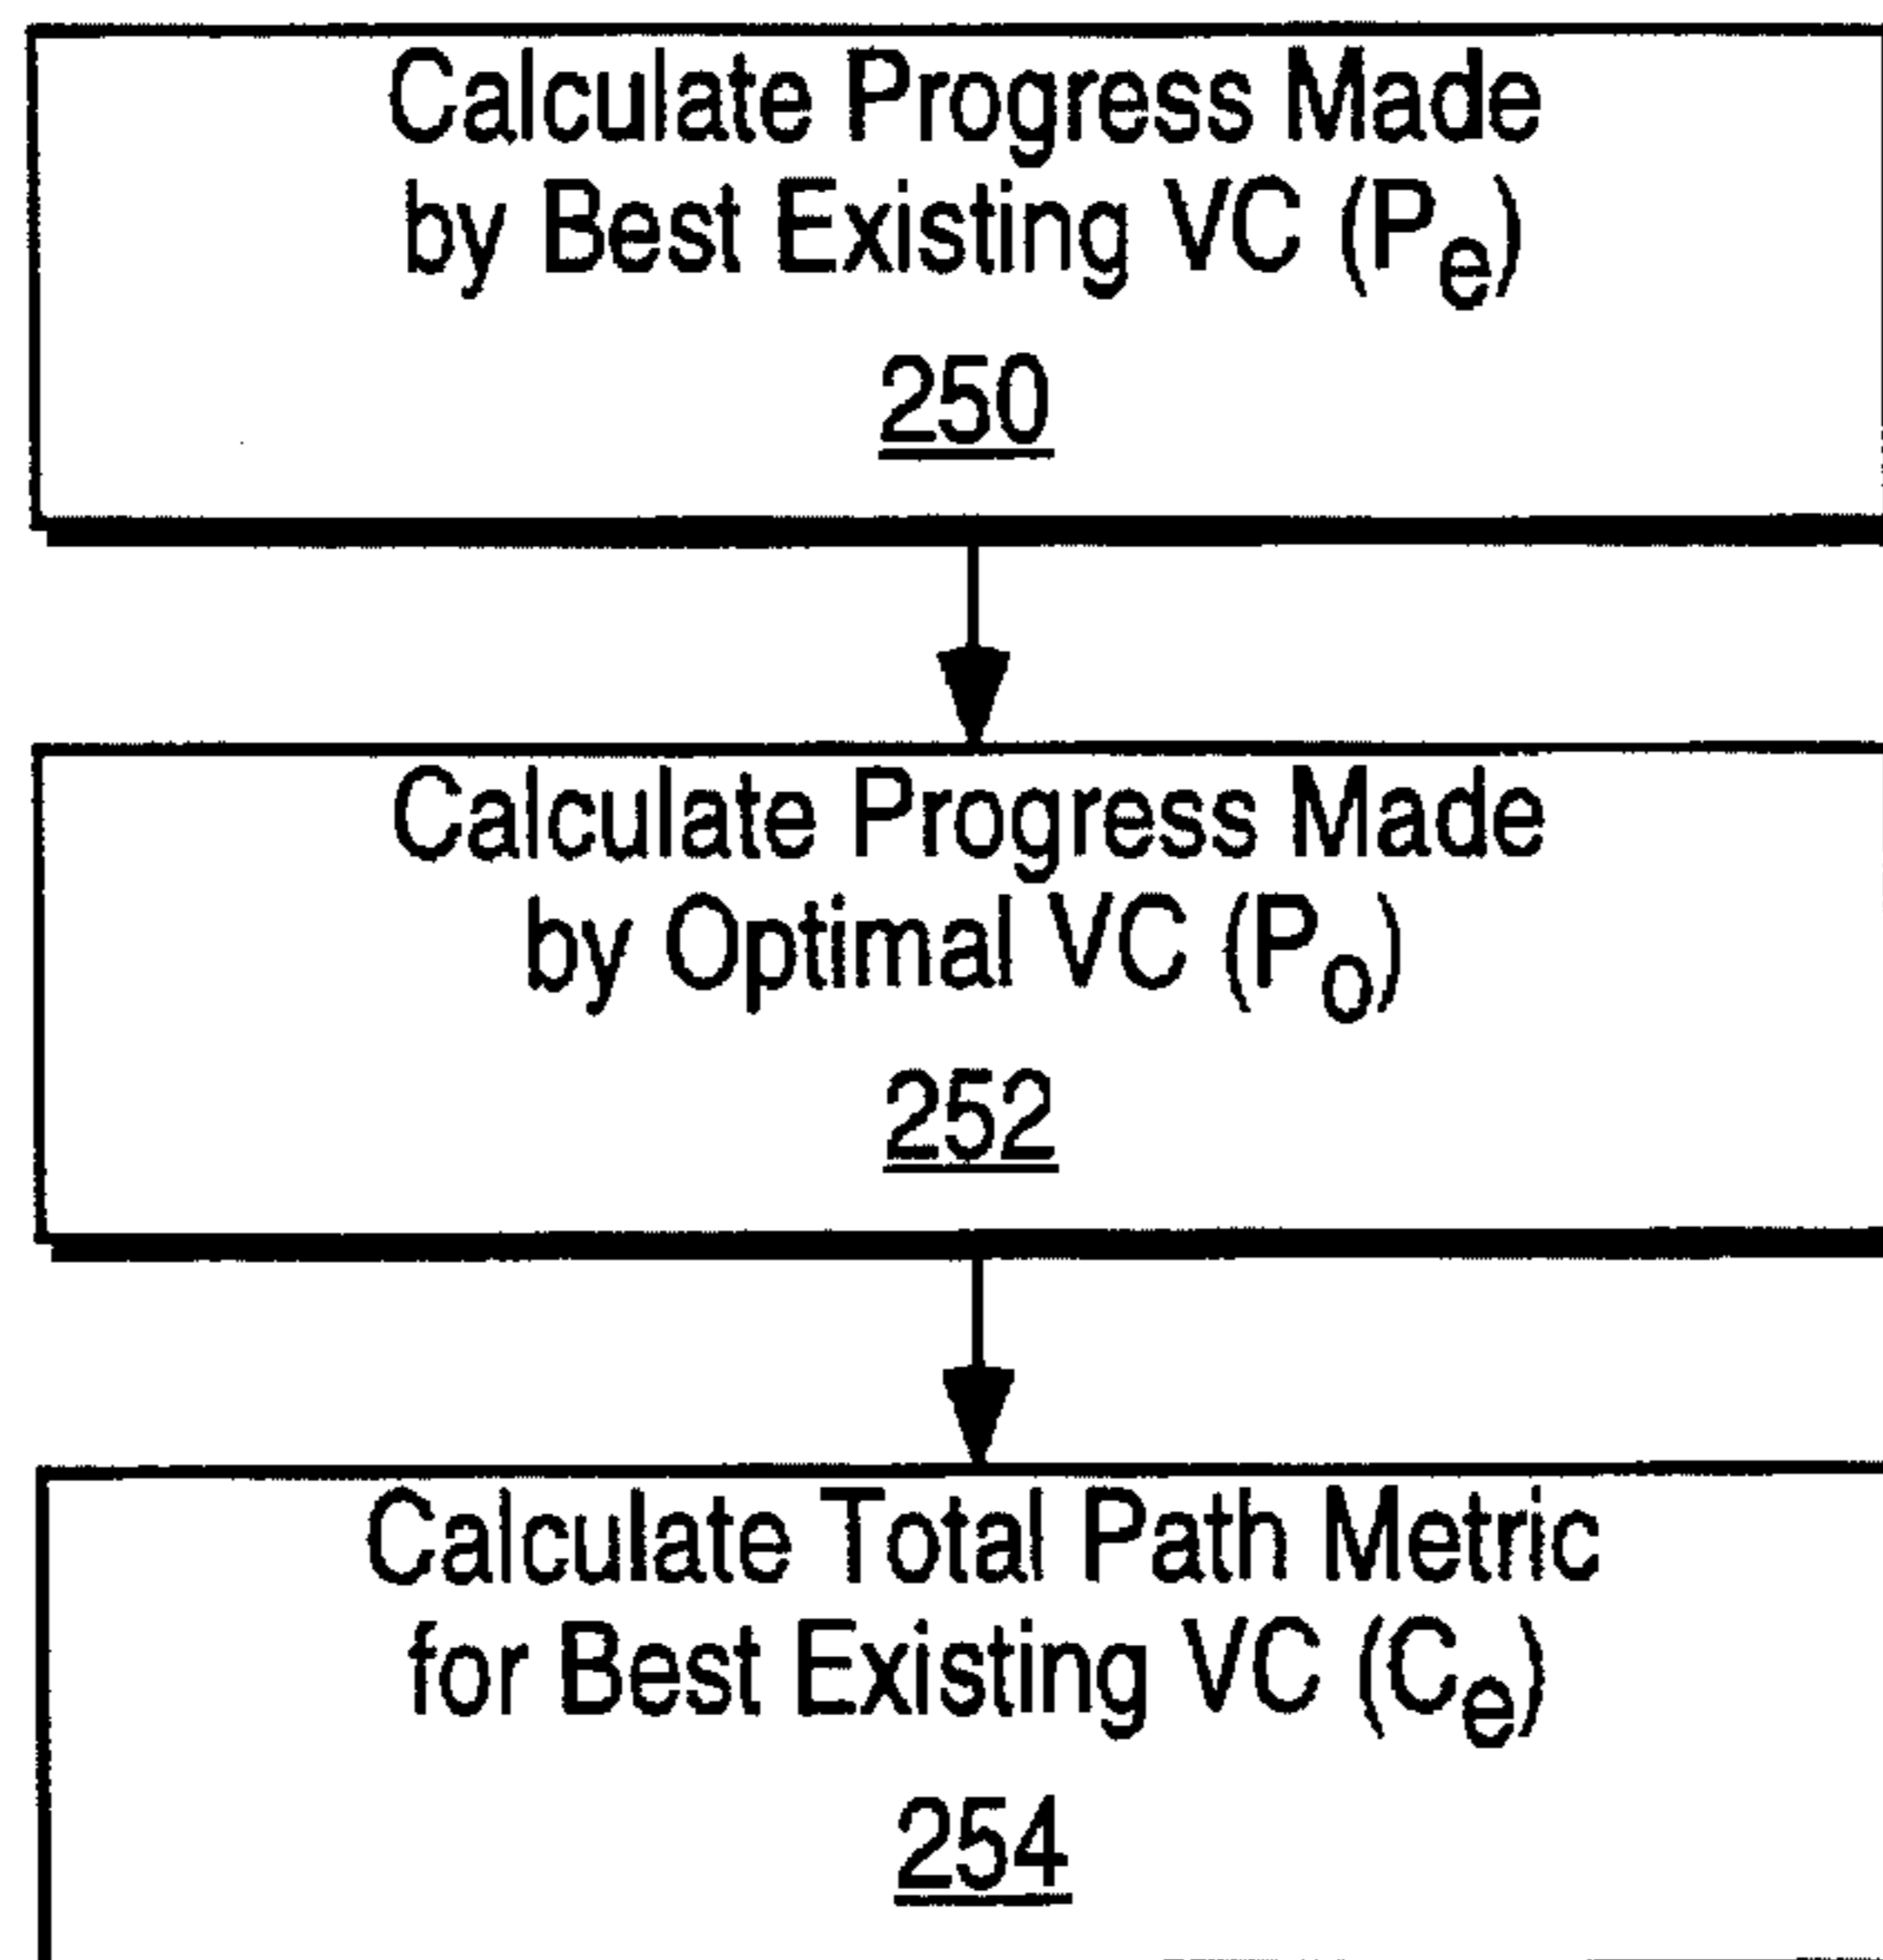 Calculate Progress Made
by Best Existing VC (Pe)
250
Calculate Progress Made
by Optimal VC (Po)
252
Calculate Total Path Metric
for Best Existing VC (Ce)
254